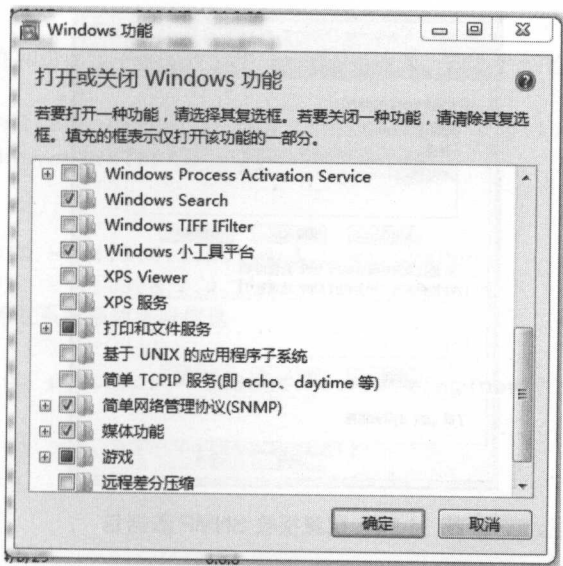 Windows 功能
打开或关闭 Windows 功能
若要打开一种功能，请选择其复选框。若要关闭一种功能，请清除其复选
框。填充的框表示仅打开该功能的一部分。
Windows Process Activation Service
Windows Search
Windows TIFF IFilter
Windows 小工具平台
XPS Viewer
XPS 服务
打印和文件服务
基于 UNIX 的应用程序子系统
简单 TCPIP 服务(即 echo、daytime 等)
简单网络管理协议(SNMP)
媒体功能
游戏
远程差分压缩
确定
取消